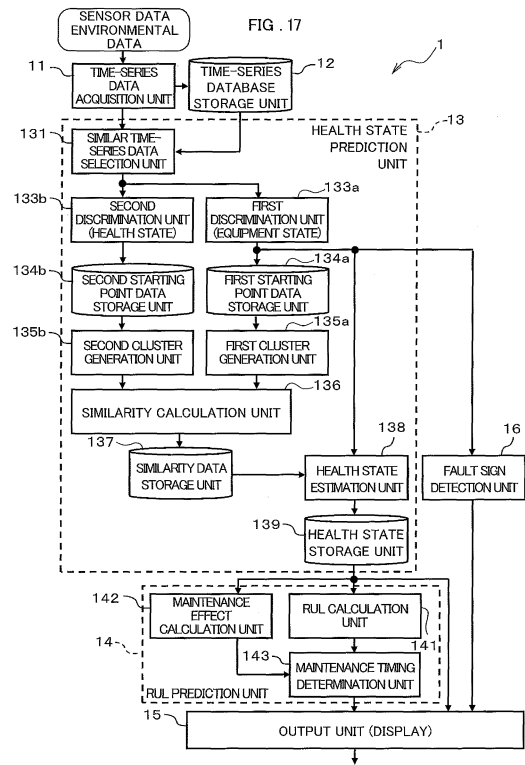 SENSOR DATA
ENVIRONMENTAL
DATA
FIG. 17
1
11
TIME-SERIES
DATA
ACQUISITION UNIT
12
TIME-SERIES
DATABASE
STORAGE UNIT
131
SIMILAR TIME-
SERIES DATA
SELECTION UNIT
HEALTH STATE
PREDICTION
UNIT
13
133b
SECOND
DISCRIMINATION UNIT
(HEALTH STATE)
133a
FIRST
DISCRIMINATION UNIT
(EQUIPMENT STATE)
134b
SECOND STARTING
POINT DATA
STORAGE UNIT
134a
FIRST STARTING
POINT DATA
STORAGE UNIT
135b
SECOND CLUSTER
GENERATION UNIT
135a
FIRST CLUSTER
GENERATION UNIT
136
SIMILARITY CALCULATION UNIT
137
SIMILARITY DATA
STORAGE UNIT
138
HEALTH STATE
ESTIMATION UNIT
16
FAULT SIGN
DETECTION UNIT
139
HEALTH STATE
STORAGE UNIT
142
MAINTENANCE
EFFECT
CALCULATION UNIT
RUL CALCULATION
UNIT
141
14
143
MAINTENANCE TIMING
DETERMINATION UNIT
RUL PREDICTION UNIT
15
OUTPUT UNIT (DISPLAY)